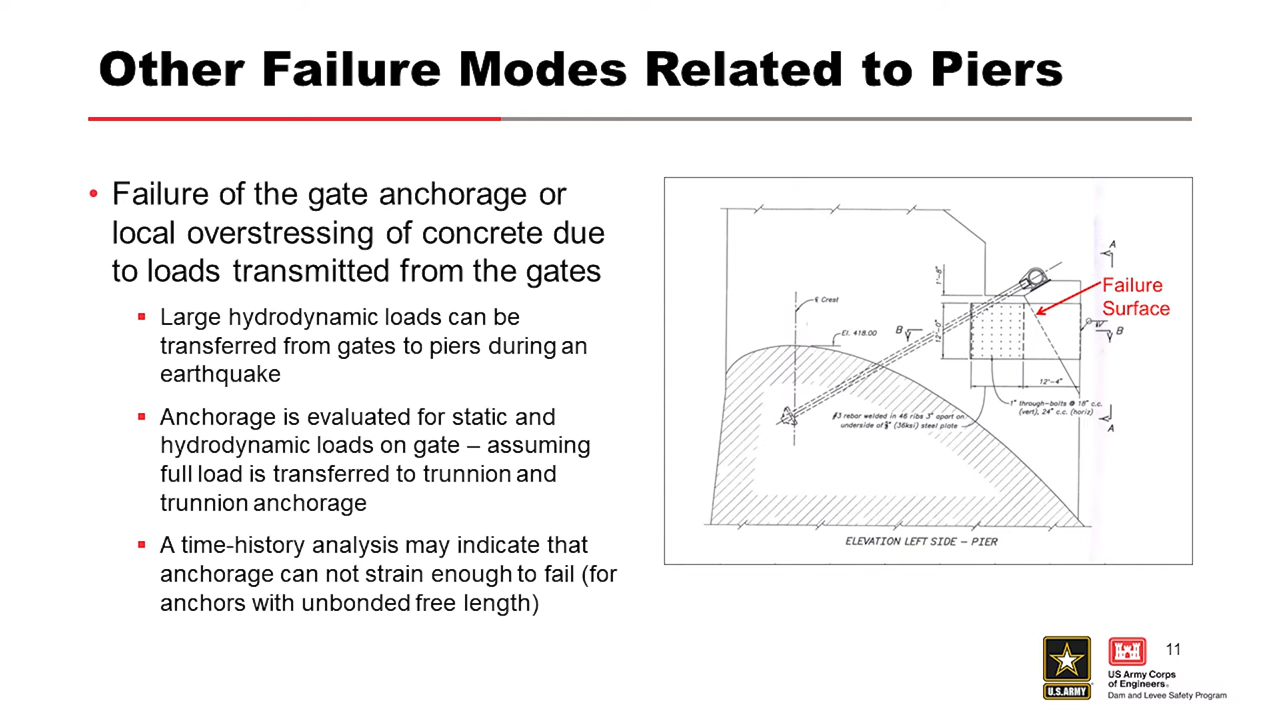 Other Failure Modes Related to Piers
• Failure of the gate anchorage or
local overstressing of concrete due
to loads transmitted from the gates
▪ Large hydrodynamic loads can be
transferred from gates to piers during an
earthquake
▪ Anchorage is evaluated for static and
hydrodynamic loads on gate – assuming
full load is transferred to trunnion and
trunnion anchorage
▪ A time-history analysis may indicate that
anchorage can not strain enough to fail (for
anchors with unbonded free length)
A
1'-8"
Failure
Surface
℄ Crest
El. 418.00
B
12'-0"
W
B
12'-4"
1" through-bolts @ 18" c.c.
(vert), 24" c.c. (horiz)
#3 rebar welded in 46 ribs 3" apart on
underside of (36ksi) steel plate
A
ELEVATION LEFT SIDE - PIER
11
U.S.ARMY
US Army Corps
of Engineers®
Dam and Levee Safety Program